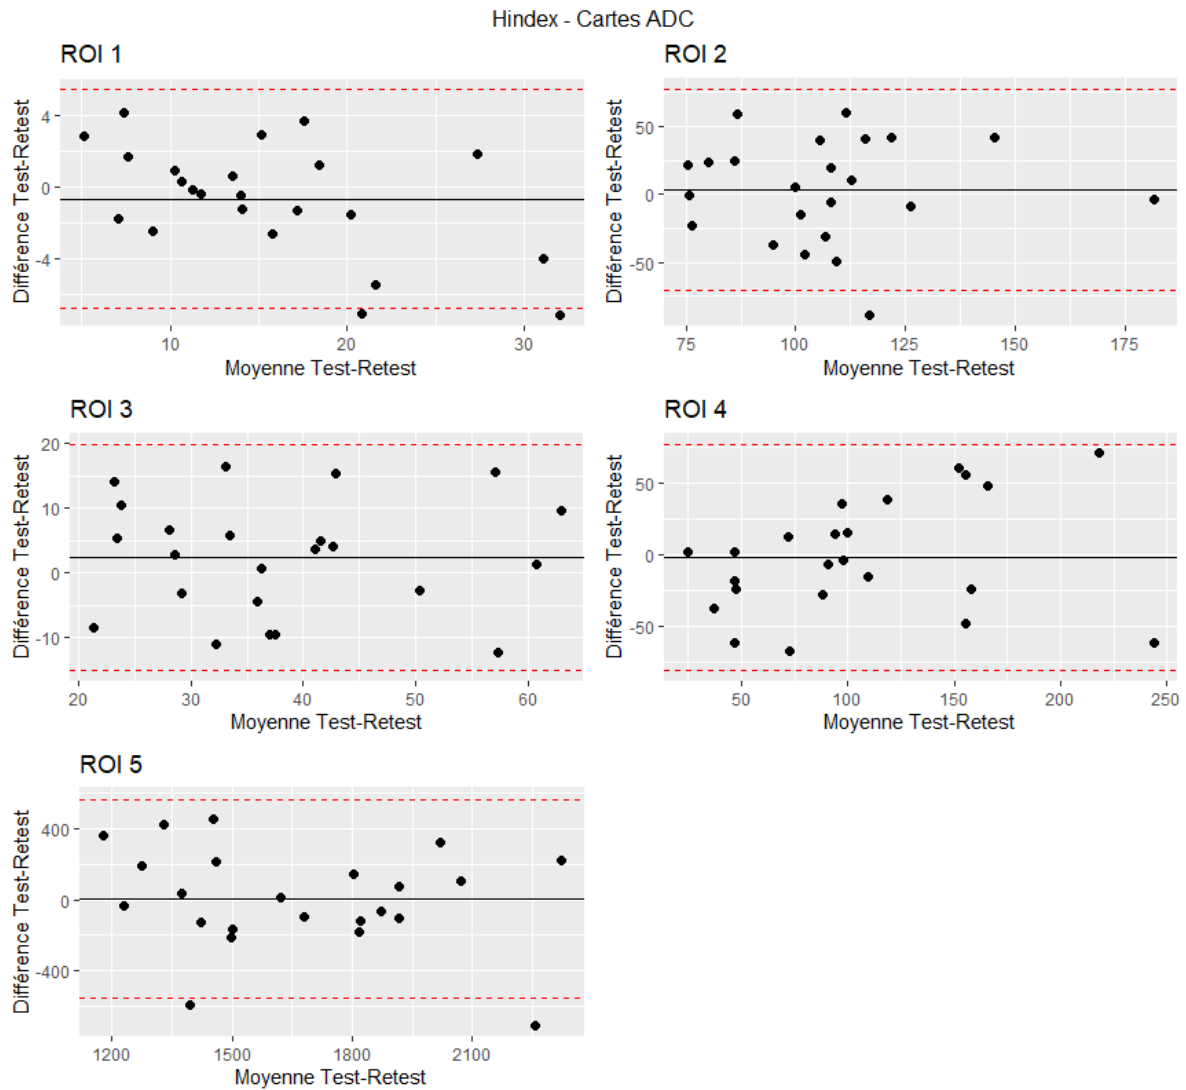 Hindex - Cartes ADC
ROI 1
Différence Test-Retest
4
0
-4
10 20 30
Moyenne Test-Retest
ROI 2
Différence Test-Retest
50
0
-50
75 100 125 150 175
Moyenne Test-Retest
ROI 3
Différence Test-Retest
20
10
0
-10
20 30 40 50 60
Moyenne Test-Retest
ROI 4
Différence Test-Retest
50
0
-50
50 100 150 200 250
Moyenne Test-Retest
ROI 5
Différence Test-Retest
400
0
-400
1200 1500 1800 2100
Moyenne Test-Retest